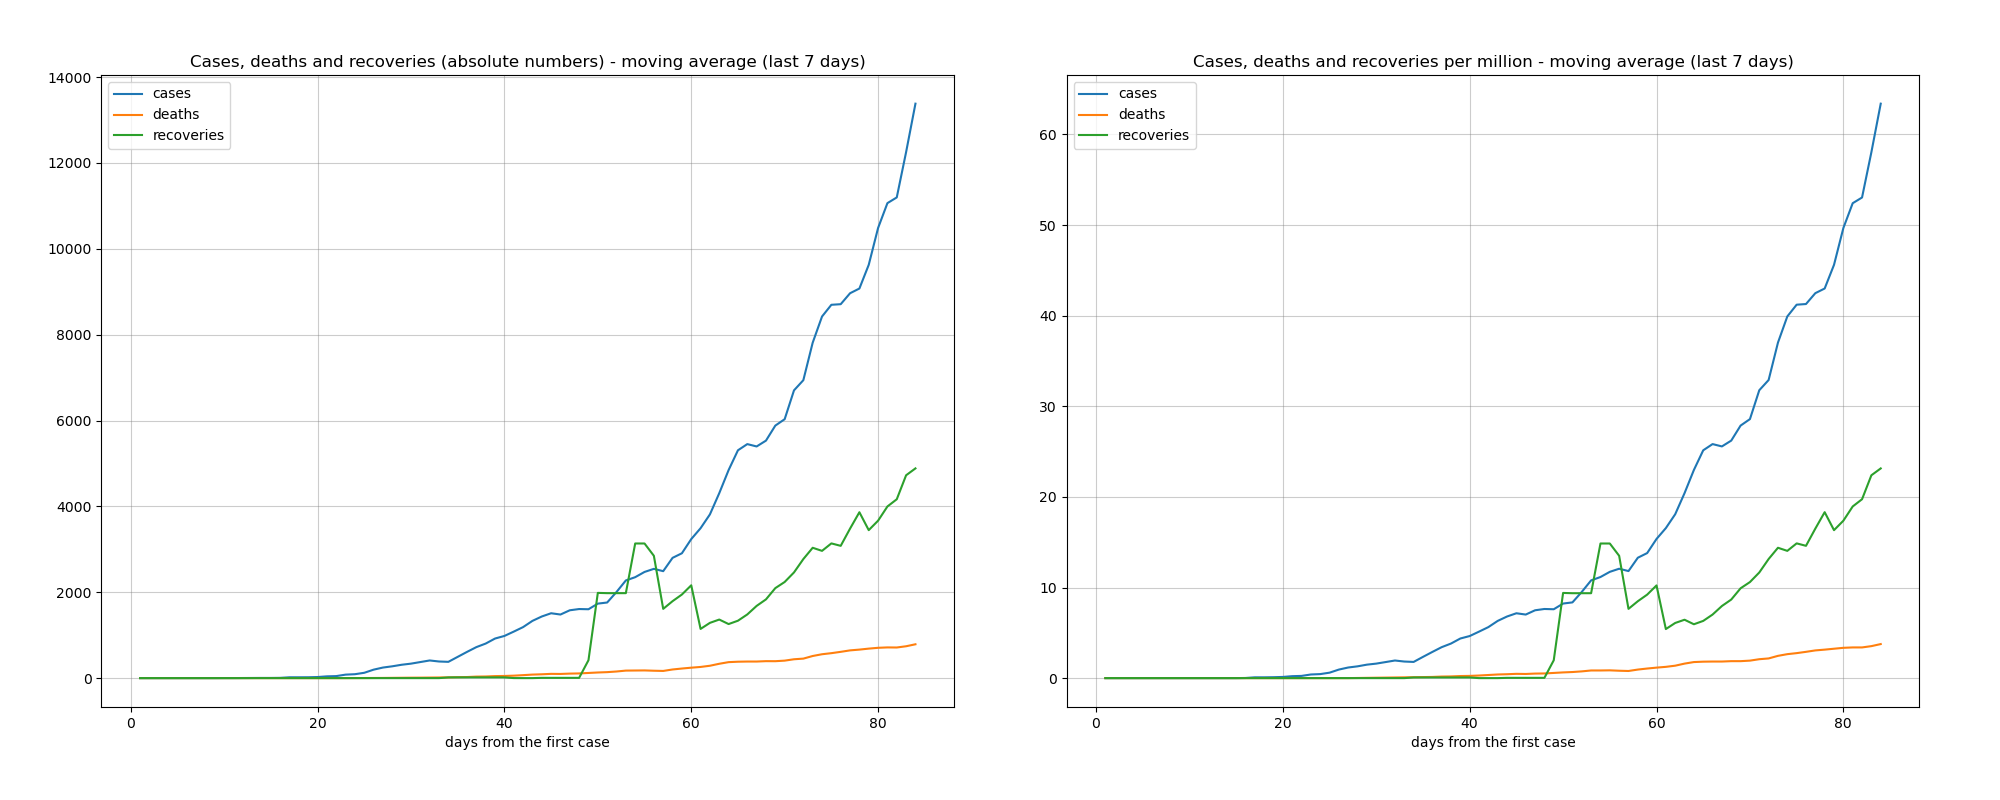 Cases, deaths and recoveries (absolute numbers) - moving average (last 7 days)
cases
deaths
recoveries
14000
12000
10000
8000
6000
4000
2000
0
0 20 40 60 80
days from the first case
Cases, deaths and recoveries per million - moving average (last 7 days)
cases
deaths
recoveries
60
50
40
30
20
10
0
0 20 40 60 80
days from the first case